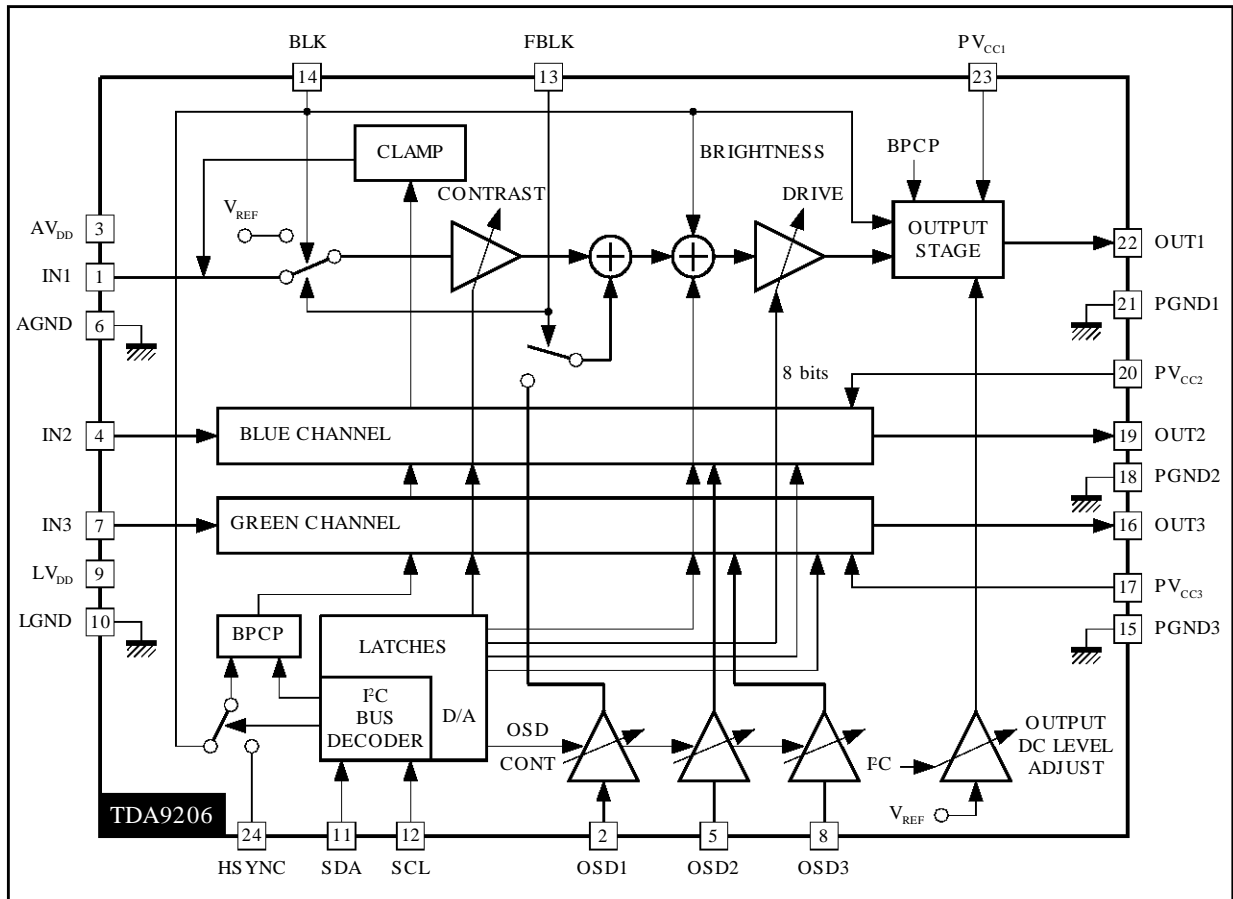 BLK
FBLK
PVCC1
14
13
23
CLAMP
BRIGHTNESS
BPCP
CONTRAST
DRIVE
VREF
AVDD
3
OUTPUT
STAGE
22
OUT1
IN1
1
21
PGND1
AGND
6
8 bits
20
PVCC2
IN2
4
BLUE CHANNEL
19
OUT2
18
PGND2
IN3
7
GREEN CHANNEL
16
OUT3
LVDD
9
17
PVCC3
LGND
10
BPCP
LATCHES
15
PGND3
I²C
BUS
DECODER
D/A
OSD
CONT
OUTPUT
DC LEVEL
ADJUST
I²C
VREF
TDA9206
24
11
12
2
5
8
HSYNC
SDA
SCL
OSD1
OSD2
OSD3